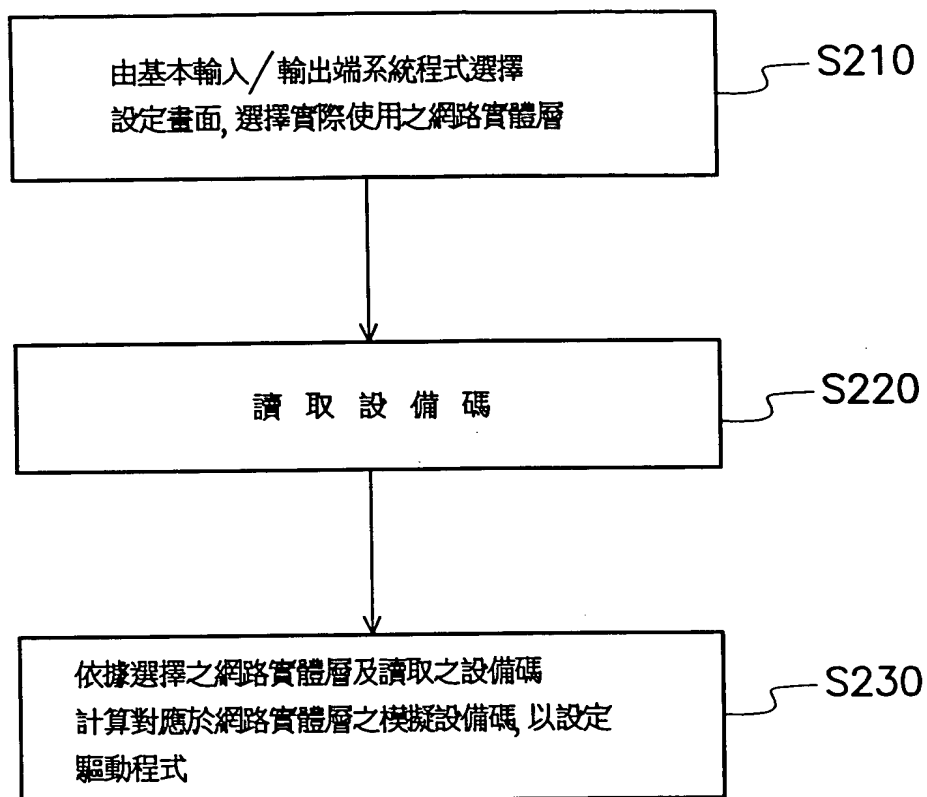 由基本輸入/輸出端系統程式選擇
設定畫面, 選擇實際使用之網路實體層
S210
讀取設備碼
S220
依據選擇之網路實體層及讀取之設備碼
計算對應於網路實體層之模擬設備碼, 以設定
驅動程式
S230